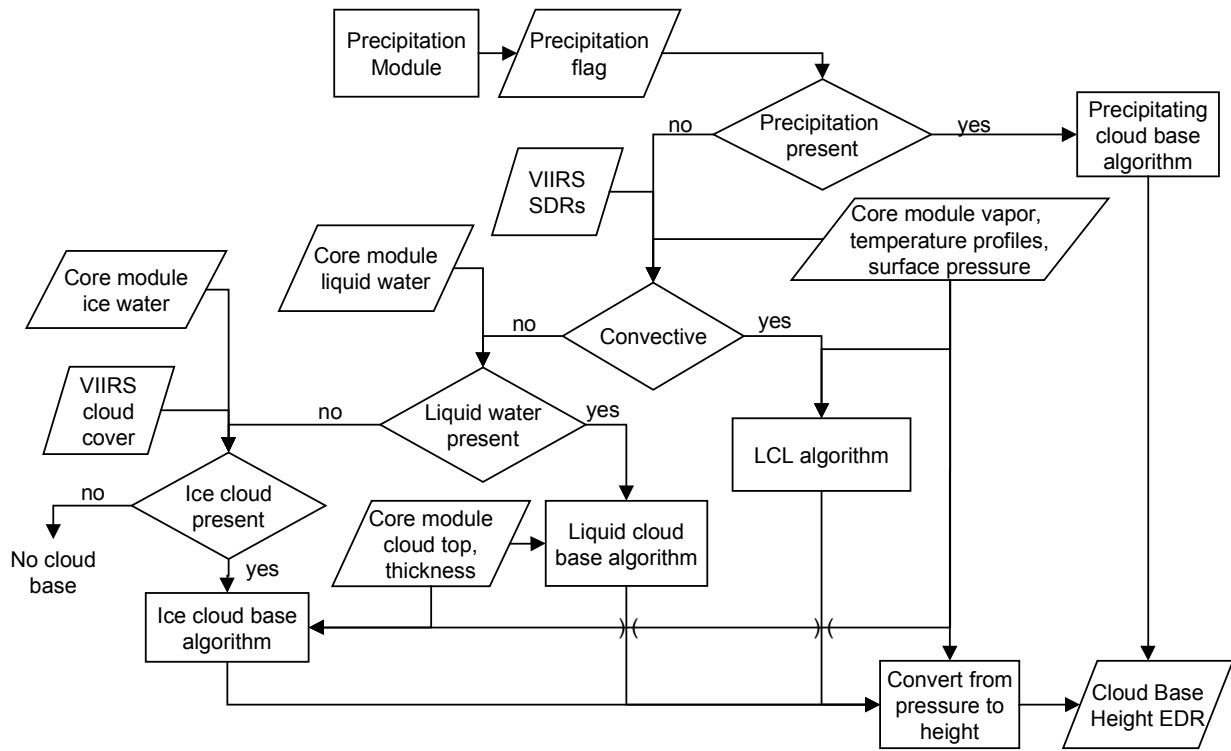 Precipitation
Module
Precipitation
flag
no
Precipitation
present
yes
Precipitating
cloud base
algorithm
VIIRS
SDRs
Core module vapor,
temperature profiles,
surface pressure
Core module
liquid water
Core module
ice water
no
Convective
yes
VIIRS
cloud
cover
no
Liquid water
present
yes
LCL algorithm
no
Ice cloud
present
Core module
cloud top,
thickness
Liquid cloud
base algorithm
No cloud
base
yes
Ice cloud base
algorithm
Convert from
pressure to
height
Cloud Base
Height EDR